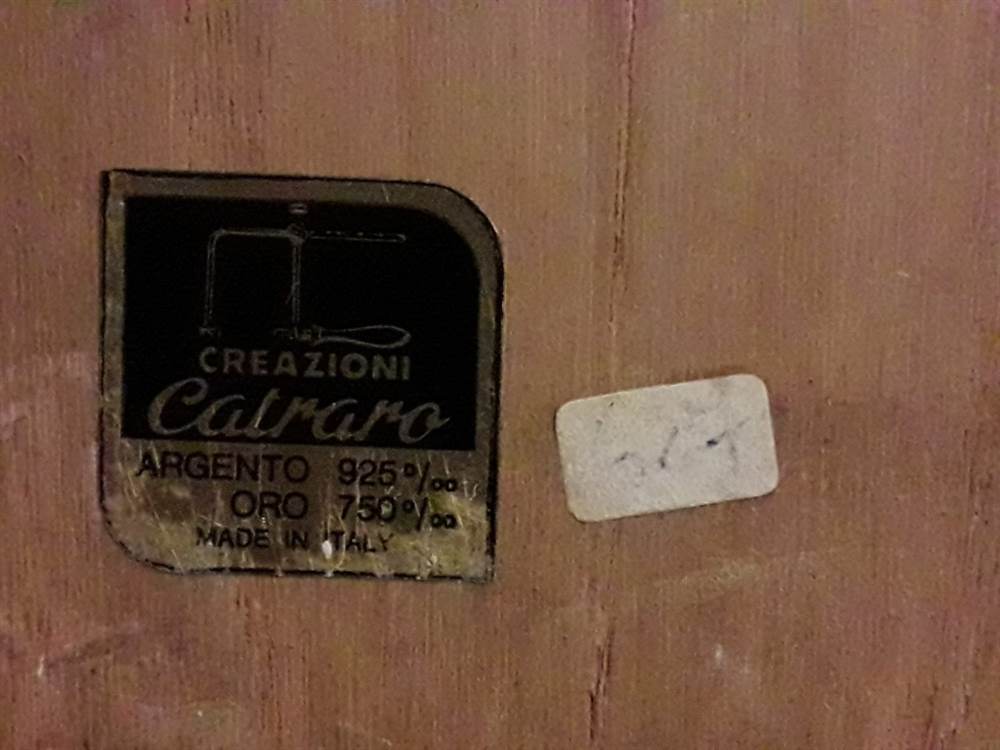 CREAZIONI
Catraro
ARGENTO 925 º/ₒₒ
ORO 750 º/ₒₒ
MADE IN ITALY